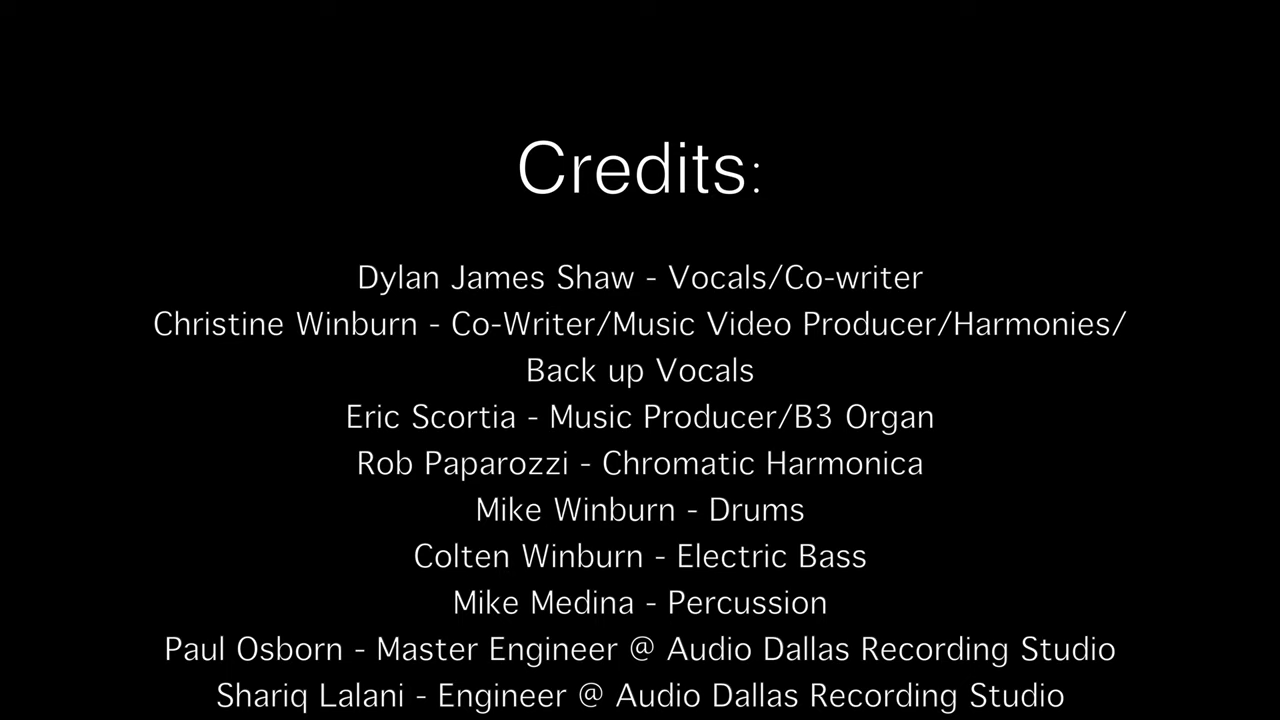 Credits:
Dylan James Shaw - Vocals/Co-writer
Christine Winburn - Co-Writer/Music Video Producer/Harmonies/
Back up Vocals
Eric Scortia - Music Producer/B3 Organ
Rob Paparozzi - Chromatic Harmonica
Mike Winburn - Drums
Colten Winburn - Electric Bass
Mike Medina - Percussion
Paul Osborn - Master Engineer @ Audio Dallas Recording Studio
Shariq Lalani - Engineer @ Audio Dallas Recording Studio